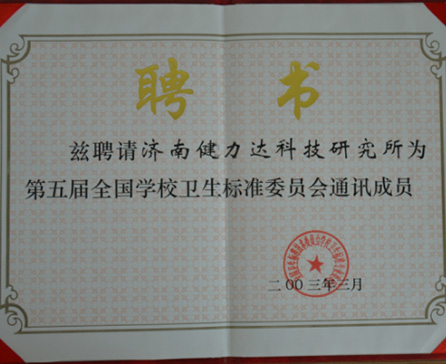 聘书
兹聘请济南健力达科技研究所为
第五届全国学校卫生标准委员会通讯成员
二00三年三月